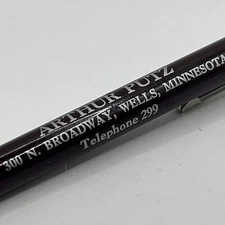 ARTHUR PUTZ
300 N. BROADWAY, WELLS, MINNESOTA
Telephone 299